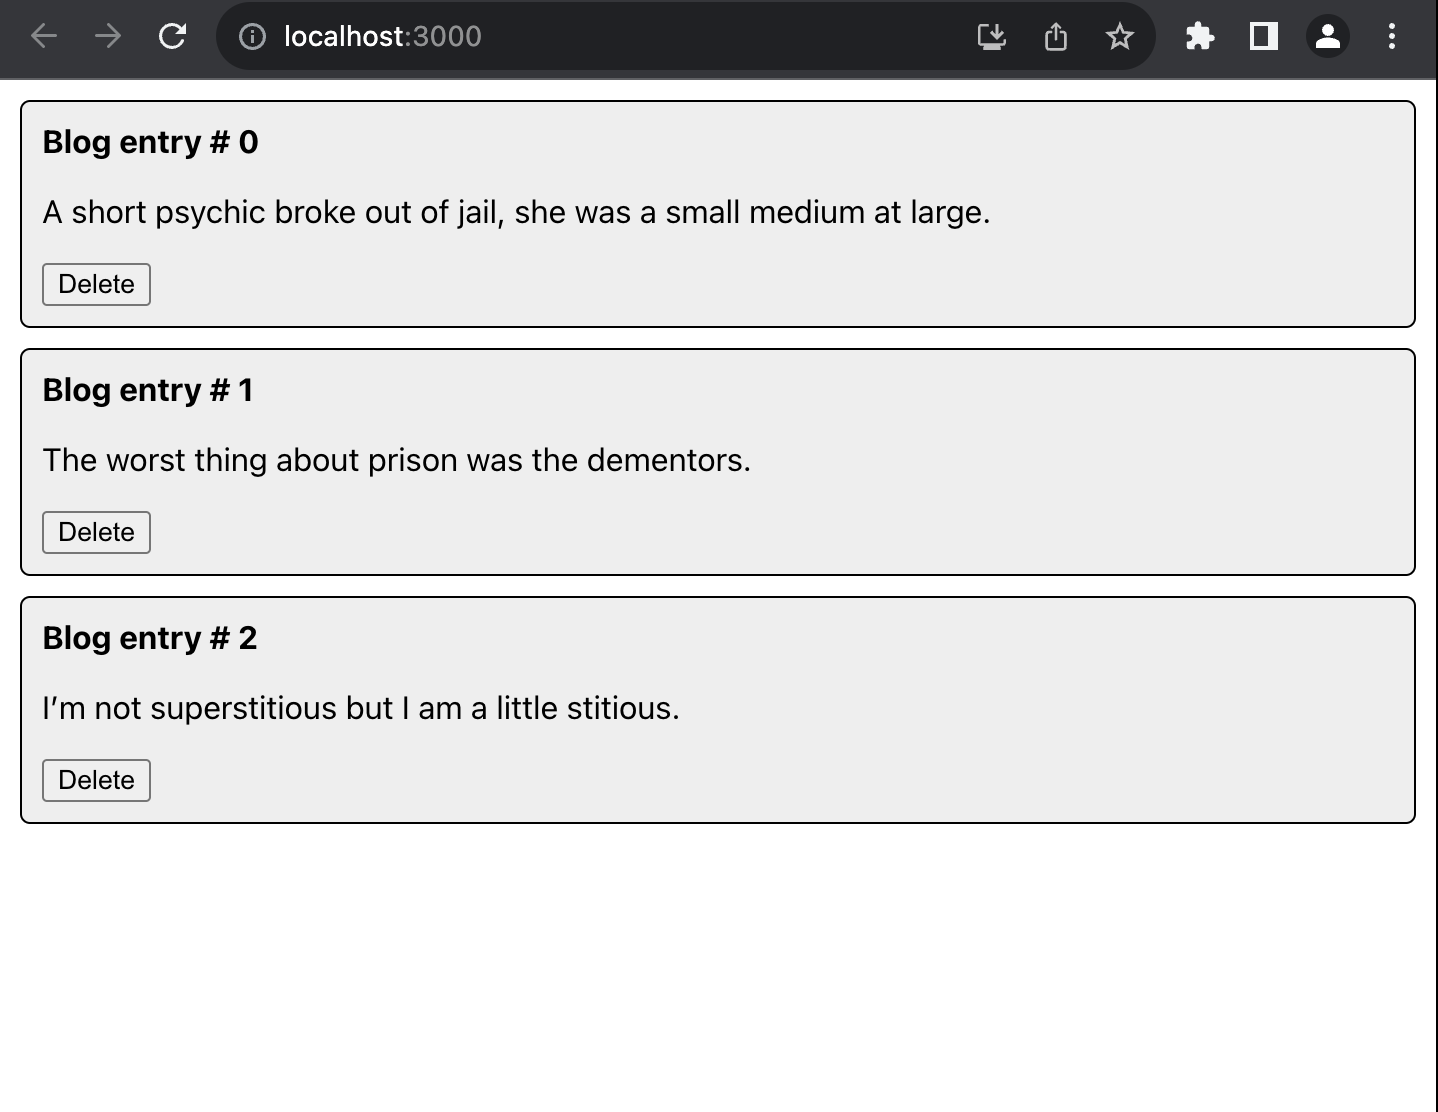 localhost:3000
Blog entry # 0
A short psychic broke out of jail, she was a small medium at large.
Delete
Blog entry # 1
The worst thing about prison was the dementors.
Delete
Blog entry # 2
I’m not superstitious but I am a little stitious.
Delete